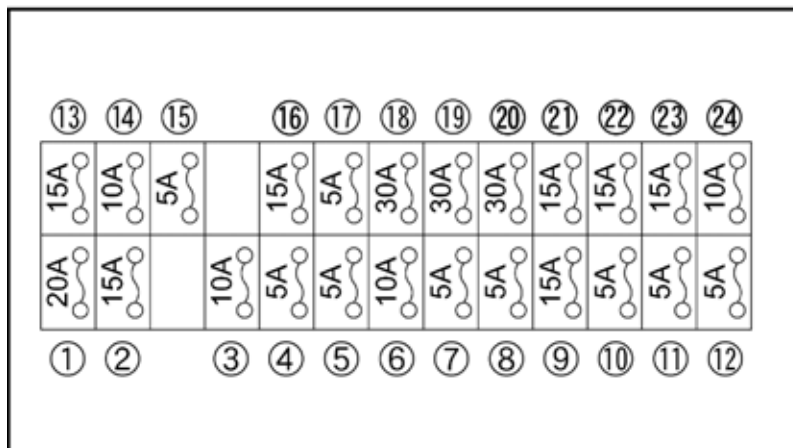 ⑬ ⑭ ⑮ ⑯ ⑰ ⑱ ⑲ ⑳ ㉑ ㉒ ㉓ ㉔
15A 10A 5A 15A 5A 30A 30A 30A 15A 15A 15A 10A
20A 15A 10A 5A 5A 10A 5A 5A 15A 5A 5A 5A
① ② ③ ④ ⑤ ⑥ ⑦ ⑧ ⑨ ⑩ ⑪ ⑫